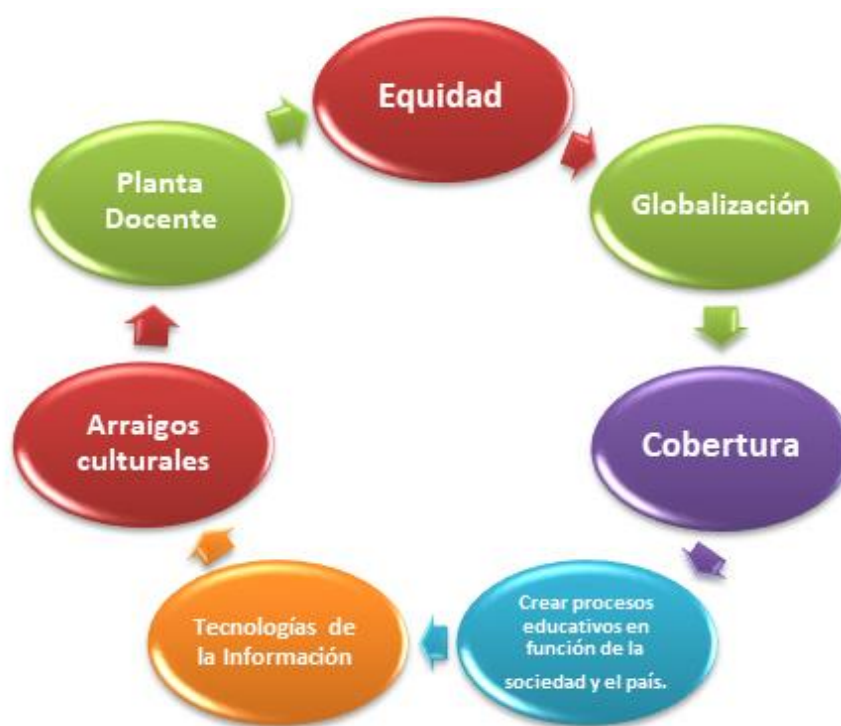 Equidad
Globalización
Cobertura
Crear procesos
educativos en
función de la
sociedad y el país.
Tecnologías de
la Información
Arraigos
culturales
Planta
Docente